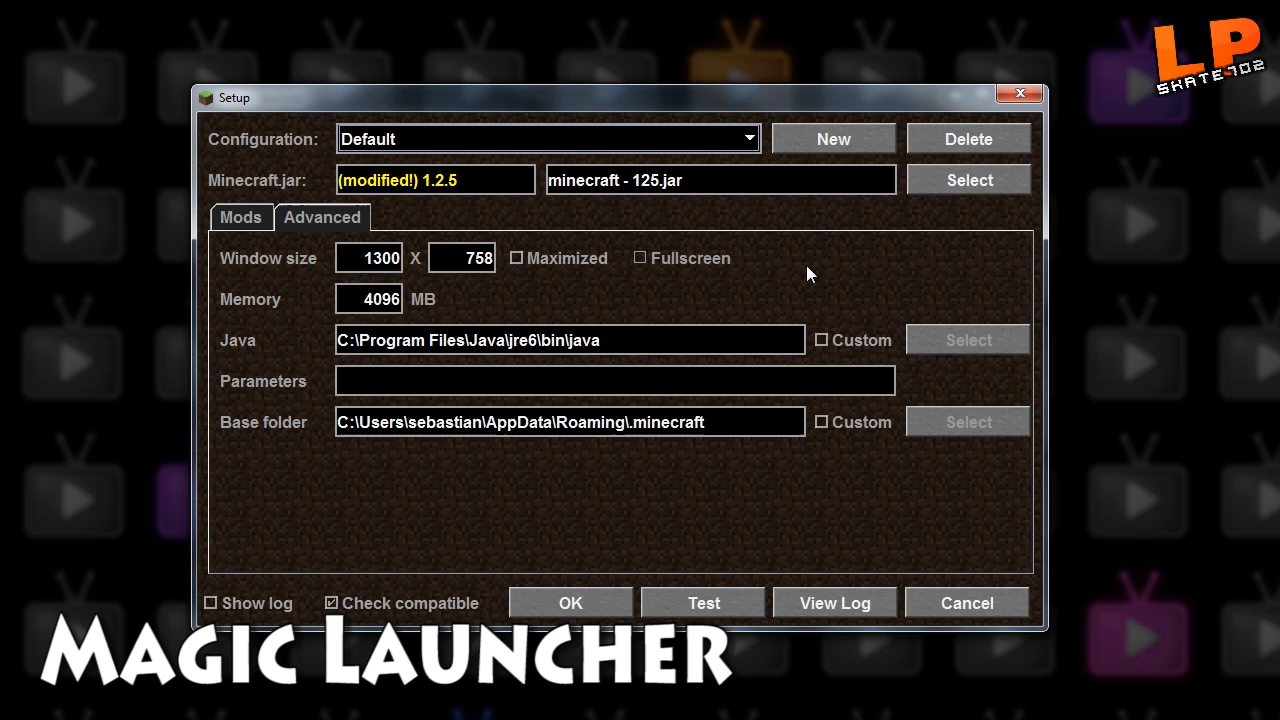 LP
SKATE702
Setup
Configuration: Default New Delete
Minecraft.jar: (modified!) 1.2.5 minecraft - 125.jar Select
Mods Advanced
Window size 1300 X 758 Maximized Fullscreen
Memory 4096 MB
Java C:\Program Files\Java\jre6\bin\java Custom Select
Parameters
Base folder C:\Users\sebastian\AppData\Roaming\.minecraft Custom Select
Show log Check compatible OK Test View Log Cancel
Magic Launcher